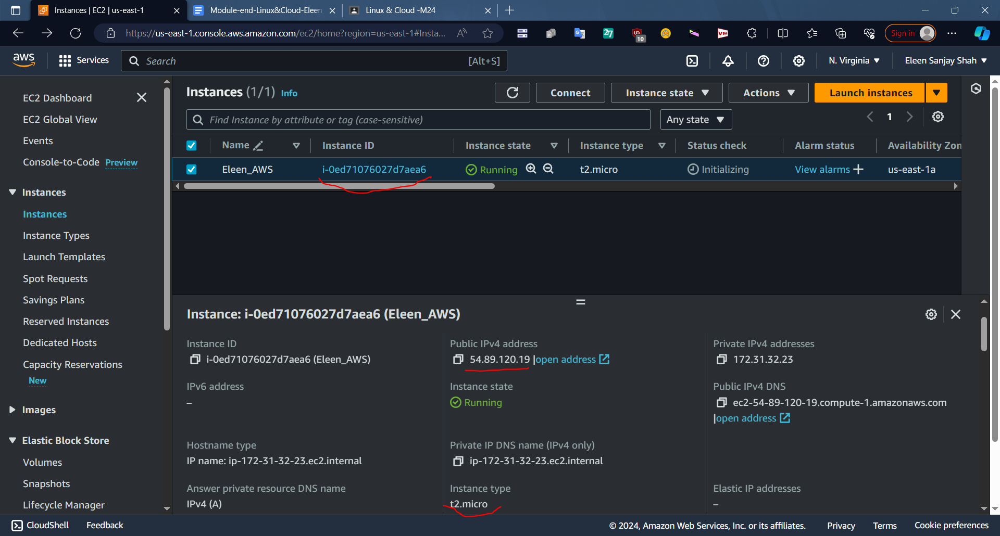 Instances | EC2 | us-east-1
Module-end-Linux&Cloud-Eleen
Linux & Cloud -M24
https://us-east-1.console.aws.amazon.com/ec2/home?region=us-east-1#Insta...
A
27
10
VM
Sign in
aws
Services
Search
[Alt+S]
N. Virginia
Eleen Sanjay Shah
EC2 Dashboard
EC2 Global View
Events
Console-to-Code Preview
Instances
Instances
Instance Types
Launch Templates
Spot Requests
Savings Plans
Reserved Instances
Dedicated Hosts
Capacity Reservations
New
Images
Elastic Block Store
Volumes
Snapshots
Lifecycle Manager
Instances (1/1) Info
Connect
Instance state
Actions
Launch instances
Find Instance by attribute or tag (case-sensitive)
Any state
1
Name
Instance ID
Instance state
Instance type
Status check
Alarm status
Availability Zon
Eleen_AWS
i-0ed71076027d7aea6
Running
t2.micro
Initializing
View alarms
us-east-1a
Instance: i-0ed71076027d7aea6 (Eleen_AWS)
Instance ID
i-0ed71076027d7aea6 (Eleen_AWS)
Public IPv4 address
54.89.120.19 |open address
Private IPv4 addresses
172.31.32.23
IPv6 address
–
Instance state
Running
Public IPv4 DNS
ec2-54-89-120-19.compute-1.amazonaws.com
|open address
Hostname type
IP name: ip-172-31-32-23.ec2.internal
Private IP DNS name (IPv4 only)
ip-172-31-32-23.ec2.internal
Answer private resource DNS name
IPv4 (A)
Instance type
t2.micro
Elastic IP addresses
–
CloudShell
Feedback
© 2024, Amazon Web Services, Inc. or its affiliates.
Privacy
Terms
Cookie preferences